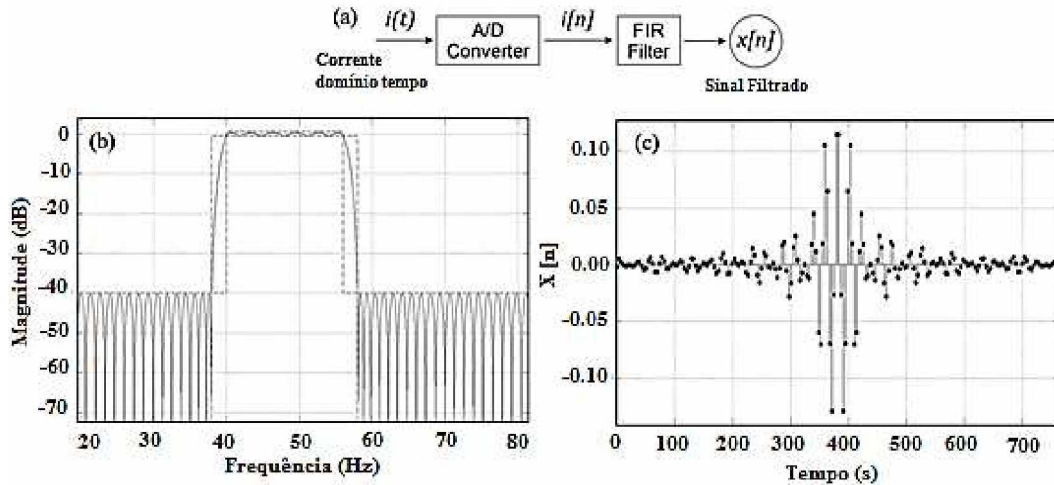 (a) i(t) A/D Converter i[n] FIR Filter x[n]
Corrente
domínio tempo
Sinal Filtrado
(b)
Magnitude (dB)
0
-10
-20
-30
-40
-50
-60
-70
20 30 40 50 60 70 80
Frequência (Hz)
(c)
X [n]
0.10
0.05
0.00
-0.05
-0.10
0 100 200 300 400 500 600 700
Tempo (s)